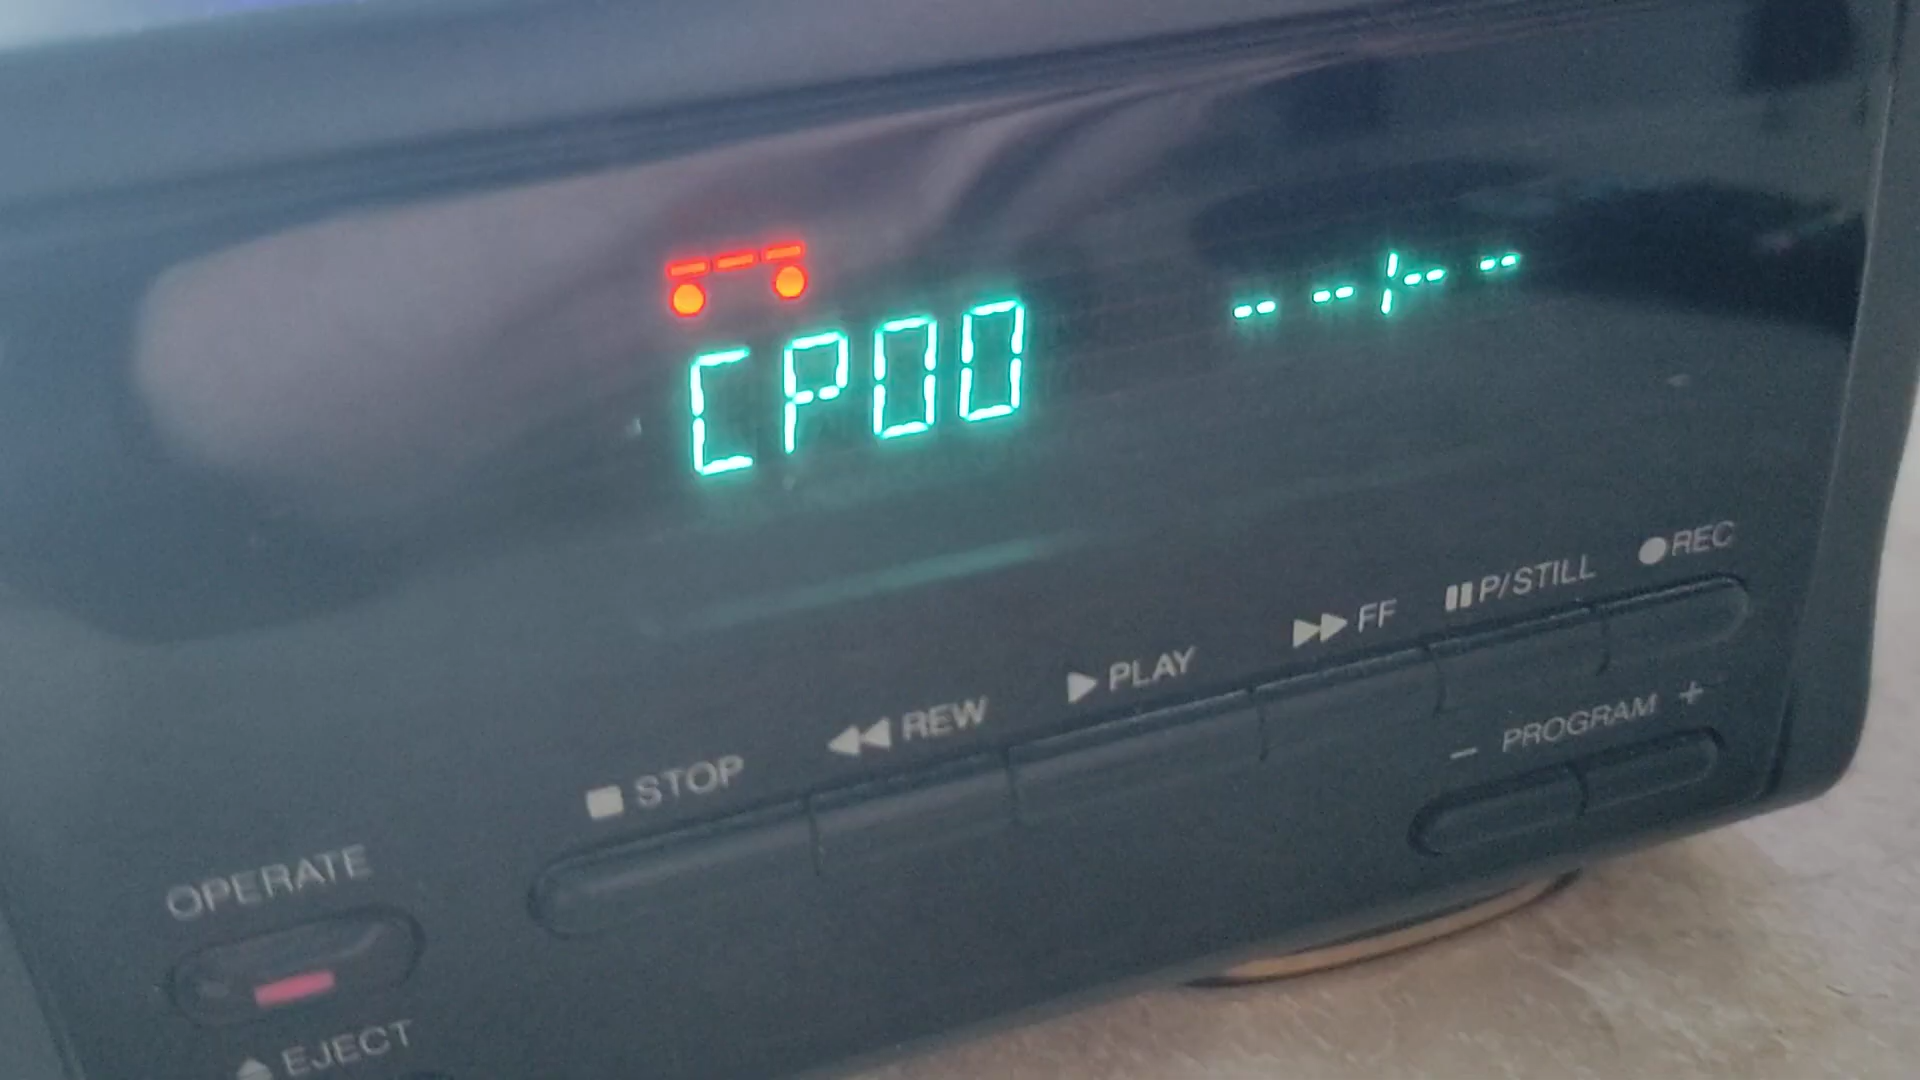 CP00
-- --/-- --
●REC
▮▮P/STILL
▶▶ FF
▶ PLAY
◀◀ REW
■ STOP
− PROGRAM +
OPERATE
▲ EJECT